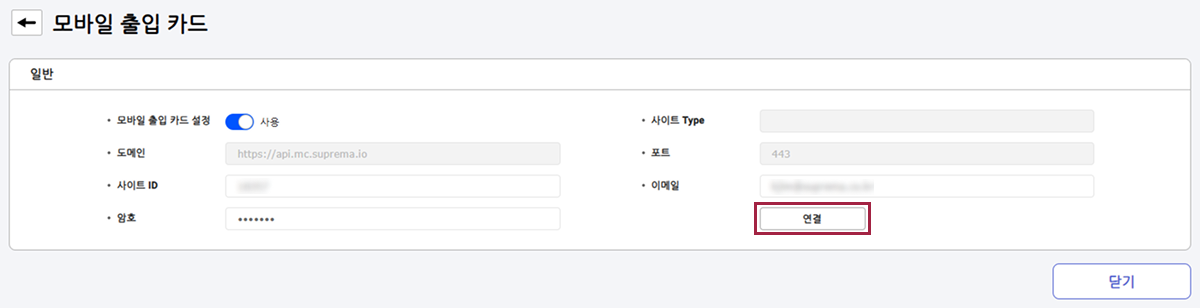 모바일 출입 카드
일반
• 모바일 출입 카드 설정 사용 • 사이트 Type
• 도메인 https://api.mc.suprema.io • 포트 443
• 사이트 ID • 이메일
• 암호 ••••••• 연결
닫기